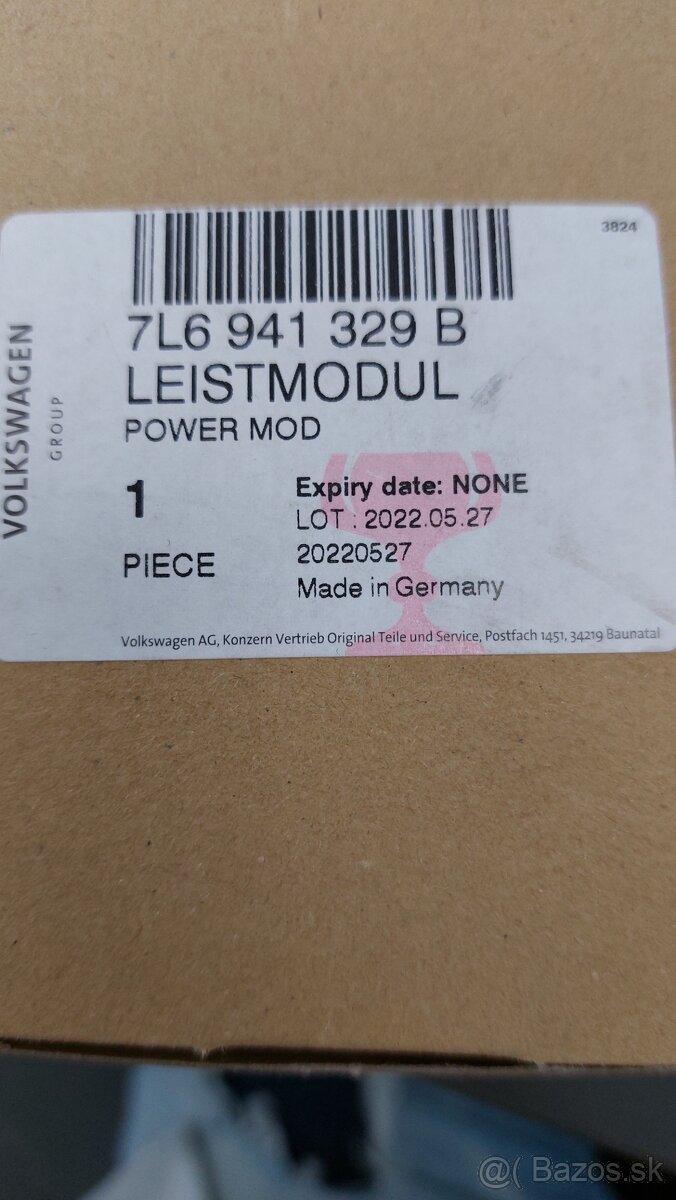 3824
7L6 941 329 B
LEISTMODUL
POWER MOD
VOLKSWAGEN
GROUP
1
PIECE
Expiry date: NONE
LOT : 2022.05.27
20220527
Made in Germany
Volkswagen AG, Konzern Vertrieb Original Teile und Service, Postfach 1451, 34219 Baunatal
@( Bazos.sk